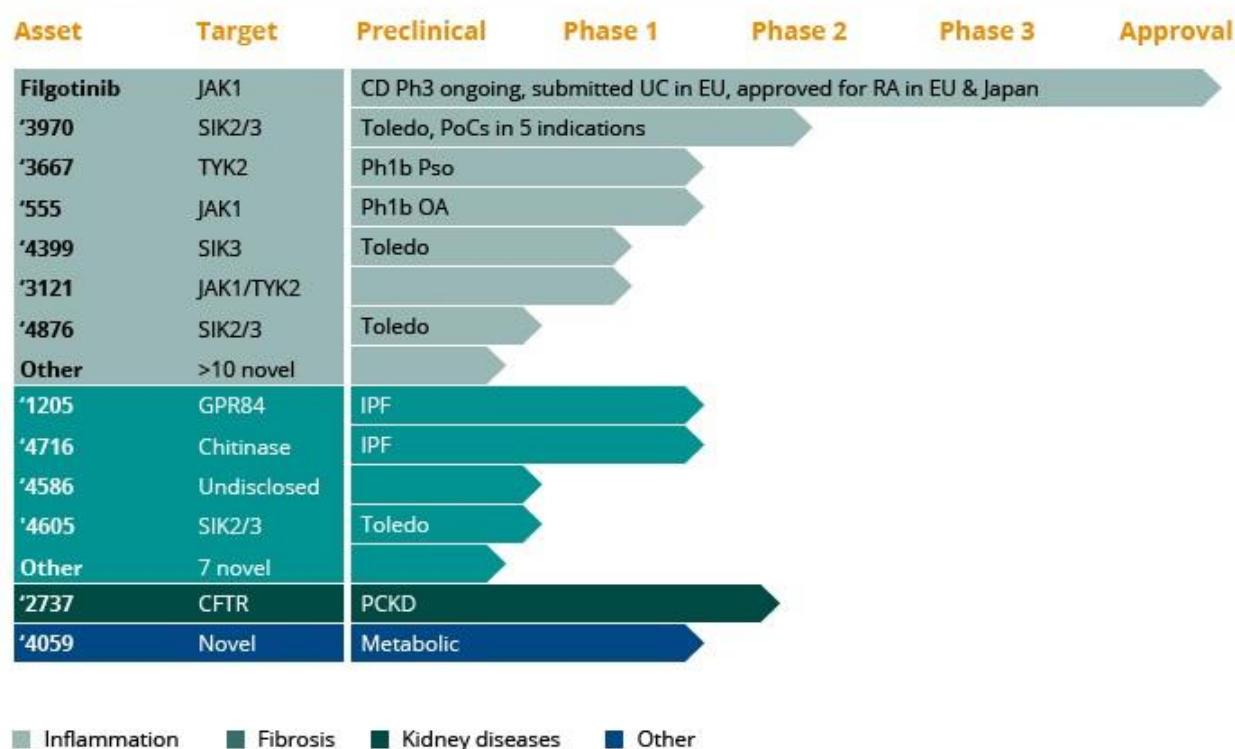 Asset Target Preclinical Phase 1 Phase 2 Phase 3 Approval
Filgotinib JAK1 CD Ph3 ongoing, submitted UC in EU, approved for RA in EU & Japan
‘3970 SIK2/3 Toledo, PoCs in 5 indications
‘3667 TYK2 Ph1b Pso
‘555 JAK1 Ph1b OA
‘4399 SIK3 Toledo
‘3121 JAK1/TYK2
‘4876 SIK2/3 Toledo
Other >10 novel
‘1205 GPR84 IPF
‘4716 Chitinase IPF
‘4586 Undisclosed
'4605 SIK2/3 Toledo
Other 7 novel
‘2737 CFTR PCKD
‘4059 Novel Metabolic
Inflammation Fibrosis Kidney diseases Other